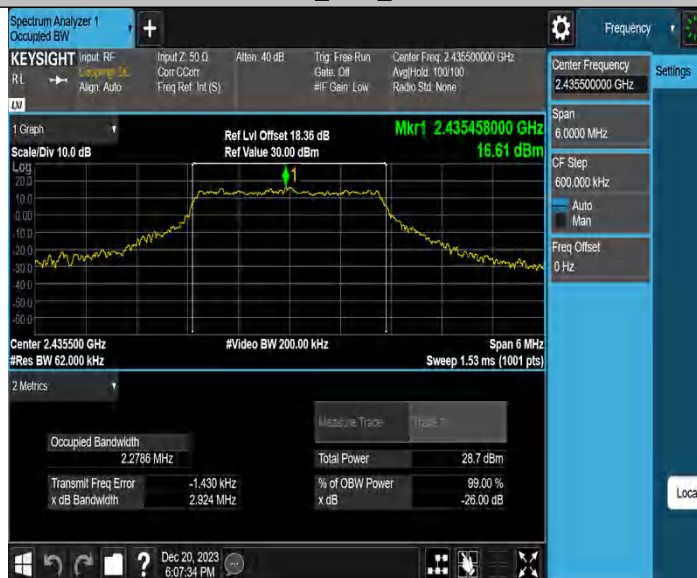 Spectrum Analyzer 1
Occupied BW
Frequency
KEYSIGHT Input: RF
RL
Coupling: DC
Align: Auto
Input Z: 50 Ω
Corr CCorr
Freq Ref: Int (S)
Atten: 40 dB
Trig: Free Run
Gate: Off
#IF Gain: Low
Center Freq: 2.435500000 GHz
Avg|Hold: 100/100
Radio Std: None
LXI
Center Frequency
2.435500000 GHz
Settings
Span
6.0000 MHz
CF Step
600.000 kHz
Auto
Man
Freq Offset
0 Hz
1 Graph
Scale/Div 10.0 dB
Ref Lvl Offset 18.36 dB
Ref Value 30.00 dBm
Mkr1 2.435458000 GHz
16.61 dBm
Log
1
20.0
10.0
0.00
-10.0
-20.0
-30.0
-40.0
-50.0
-60.0
Center 2.435500 GHz
#Res BW 62.000 kHz
#Video BW 200.00 kHz
Span 6 MHz
Sweep 1.53 ms (1001 pts)
2 Metrics
Measure Trace
Trace 1
Occupied Bandwidth
2.2786 MHz
Total Power 28.7 dBm
Transmit Freq Error -1.430 kHz
% of OBW Power 99.00 %
x dB Bandwidth 2.924 MHz
x dB -26.00 dB
Loca
?
Dec 20, 2023
6:07:34 PM